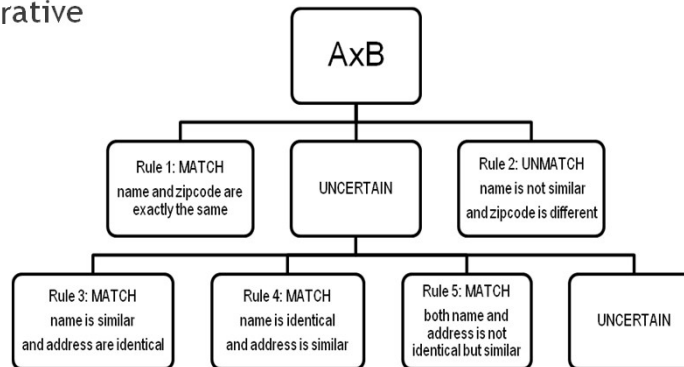 rative
AxB
Rule 1: MATCH
name and zipcode are
exactly the same
UNCERTAIN
Rule 2: UNMATCH
name is not similar
and zipcode is different
Rule 3: MATCH
name is similar
and address are identical
Rule 4: MATCH
name is identical
and address is similar
Rule 5: MATCH
both name and
address is not
identical but similar
UNCERTAIN